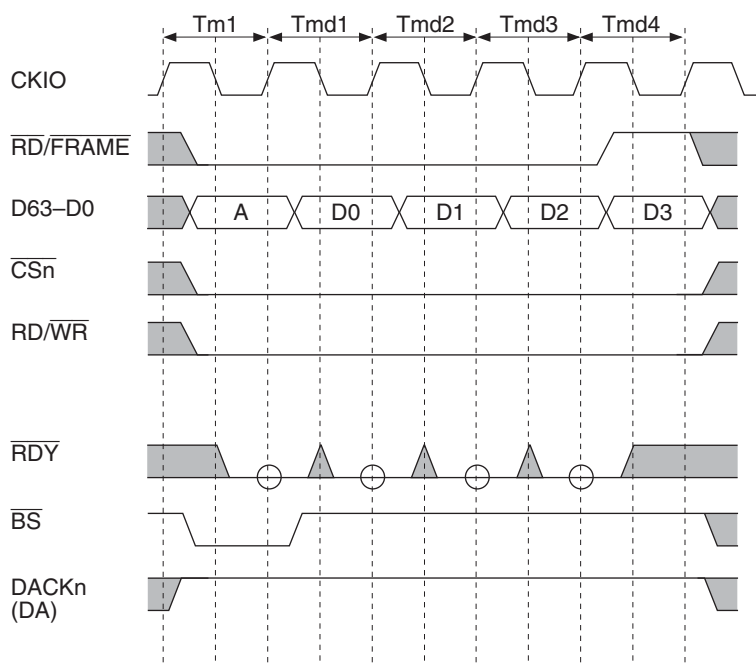 Tm1 Tmd1 Tmd2 Tmd3 Tmd4
CKIO
RD/FRAME
D63–D0 A D0 D1 D2 D3
CSn
RD/WR
RDY
BS
DACKn
(DA)